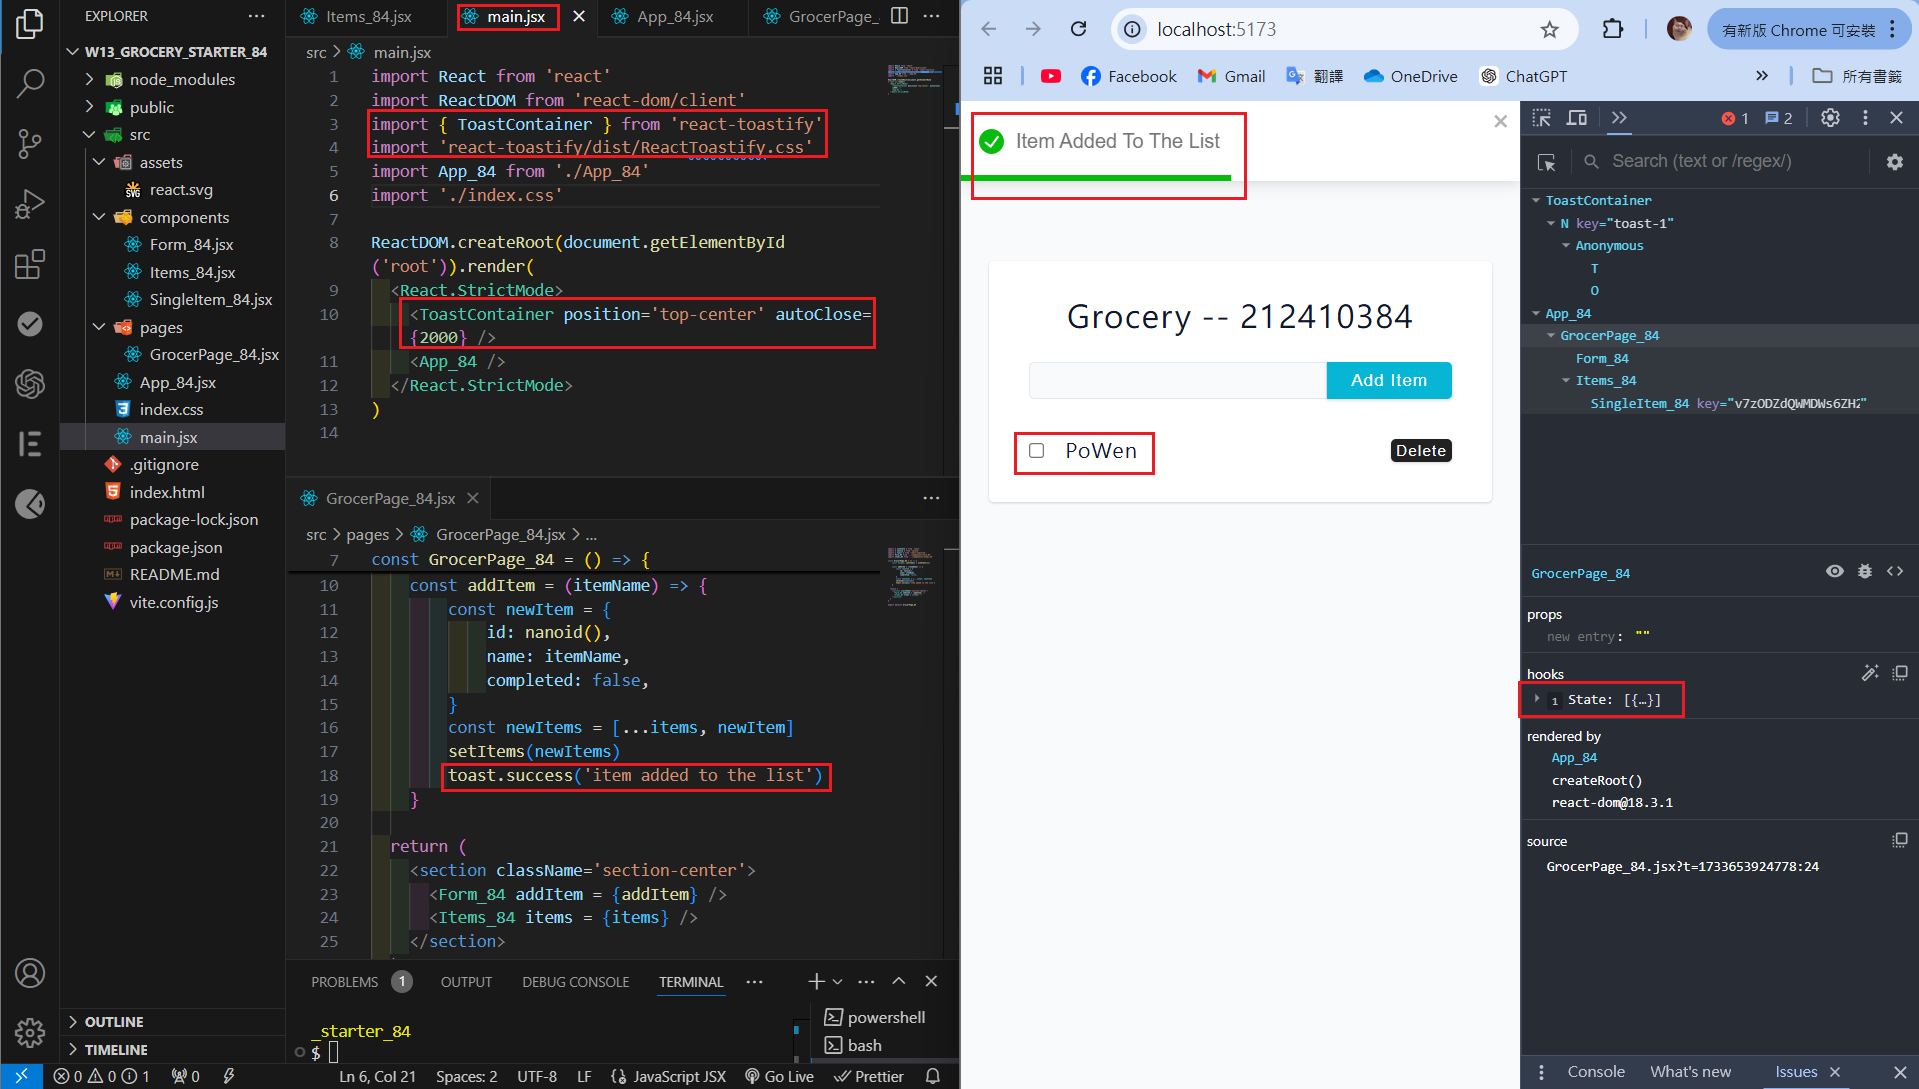 EXPLORER
W13_GROCERY_STARTER_84
node_modules
public
src
assets
react.svg
components
Form_84.jsx
Items_84.jsx
SingleItem_84.jsx
pages
GrocerPage_84.jsx
App_84.jsx
index.css
main.jsx
.gitignore
index.html
package-lock.json
package.json
README.md
vite.config.js
OUTLINE
TIMELINE
Items_84.jsx
main.jsx
App_84.jsx
GrocerPage_
src > main.jsx
1 import React from 'react'
2 import ReactDOM from 'react-dom/client'
3 import { ToastContainer } from 'react-toastify'
4 import 'react-toastify/dist/ReactToastify.css'
5 import App_84 from './App_84'
6 import './index.css'
7
8 ReactDOM.createRoot(document.getElementById
('root')).render(
9 <React.StrictMode>
10 <ToastContainer position='top-center' autoClose=
{2000} />
11 <App_84 />
12 </React.StrictMode>
13 )
14
GrocerPage_84.jsx
src > pages > GrocerPage_84.jsx > ...
7 const GrocerPage_84 = () => {
10 const addItem = (itemName) => {
11 const newItem = {
12 id: nanoid(),
13 name: itemName,
14 completed: false,
15 }
16 const newItems = [...items, newItem]
17 setItems(newItems)
18 toast.success('item added to the list')
19 }
20
21 return (
22 <section className='section-center'>
23 <Form_84 addItem = {addItem} />
24 <Items_84 items = {items} />
25 </section>
PROBLEMS 1 OUTPUT DEBUG CONSOLE TERMINAL
_starter_84
$
powershell
bash
0 0 1 0 Ln 6, Col 21 Spaces: 2 UTF-8 LF JavaScript JSX Go Live Prettier
localhost:5173
有新版 Chrome 可安裝
Facebook Gmail 翻譯 OneDrive ChatGPT » 所有書籤
Item Added To The List
Grocery -- 212410384
Add Item
PoWen
Delete
1 2
Search (text or /regex/)
ToastContainer
N key="toast-1"
Anonymous
T
O
App_84
GrocerPage_84
Form_84
Items_84
SingleItem_84 key="v7zODZdQWMDWs6ZH2"
GrocerPage_84
props
new entry: ""
hooks
1 State: [{…}]
rendered by
App_84
createRoot()
react-dom@18.3.1
source
GrocerPage_84.jsx?t=1733653924778:24
Console What's new Issues